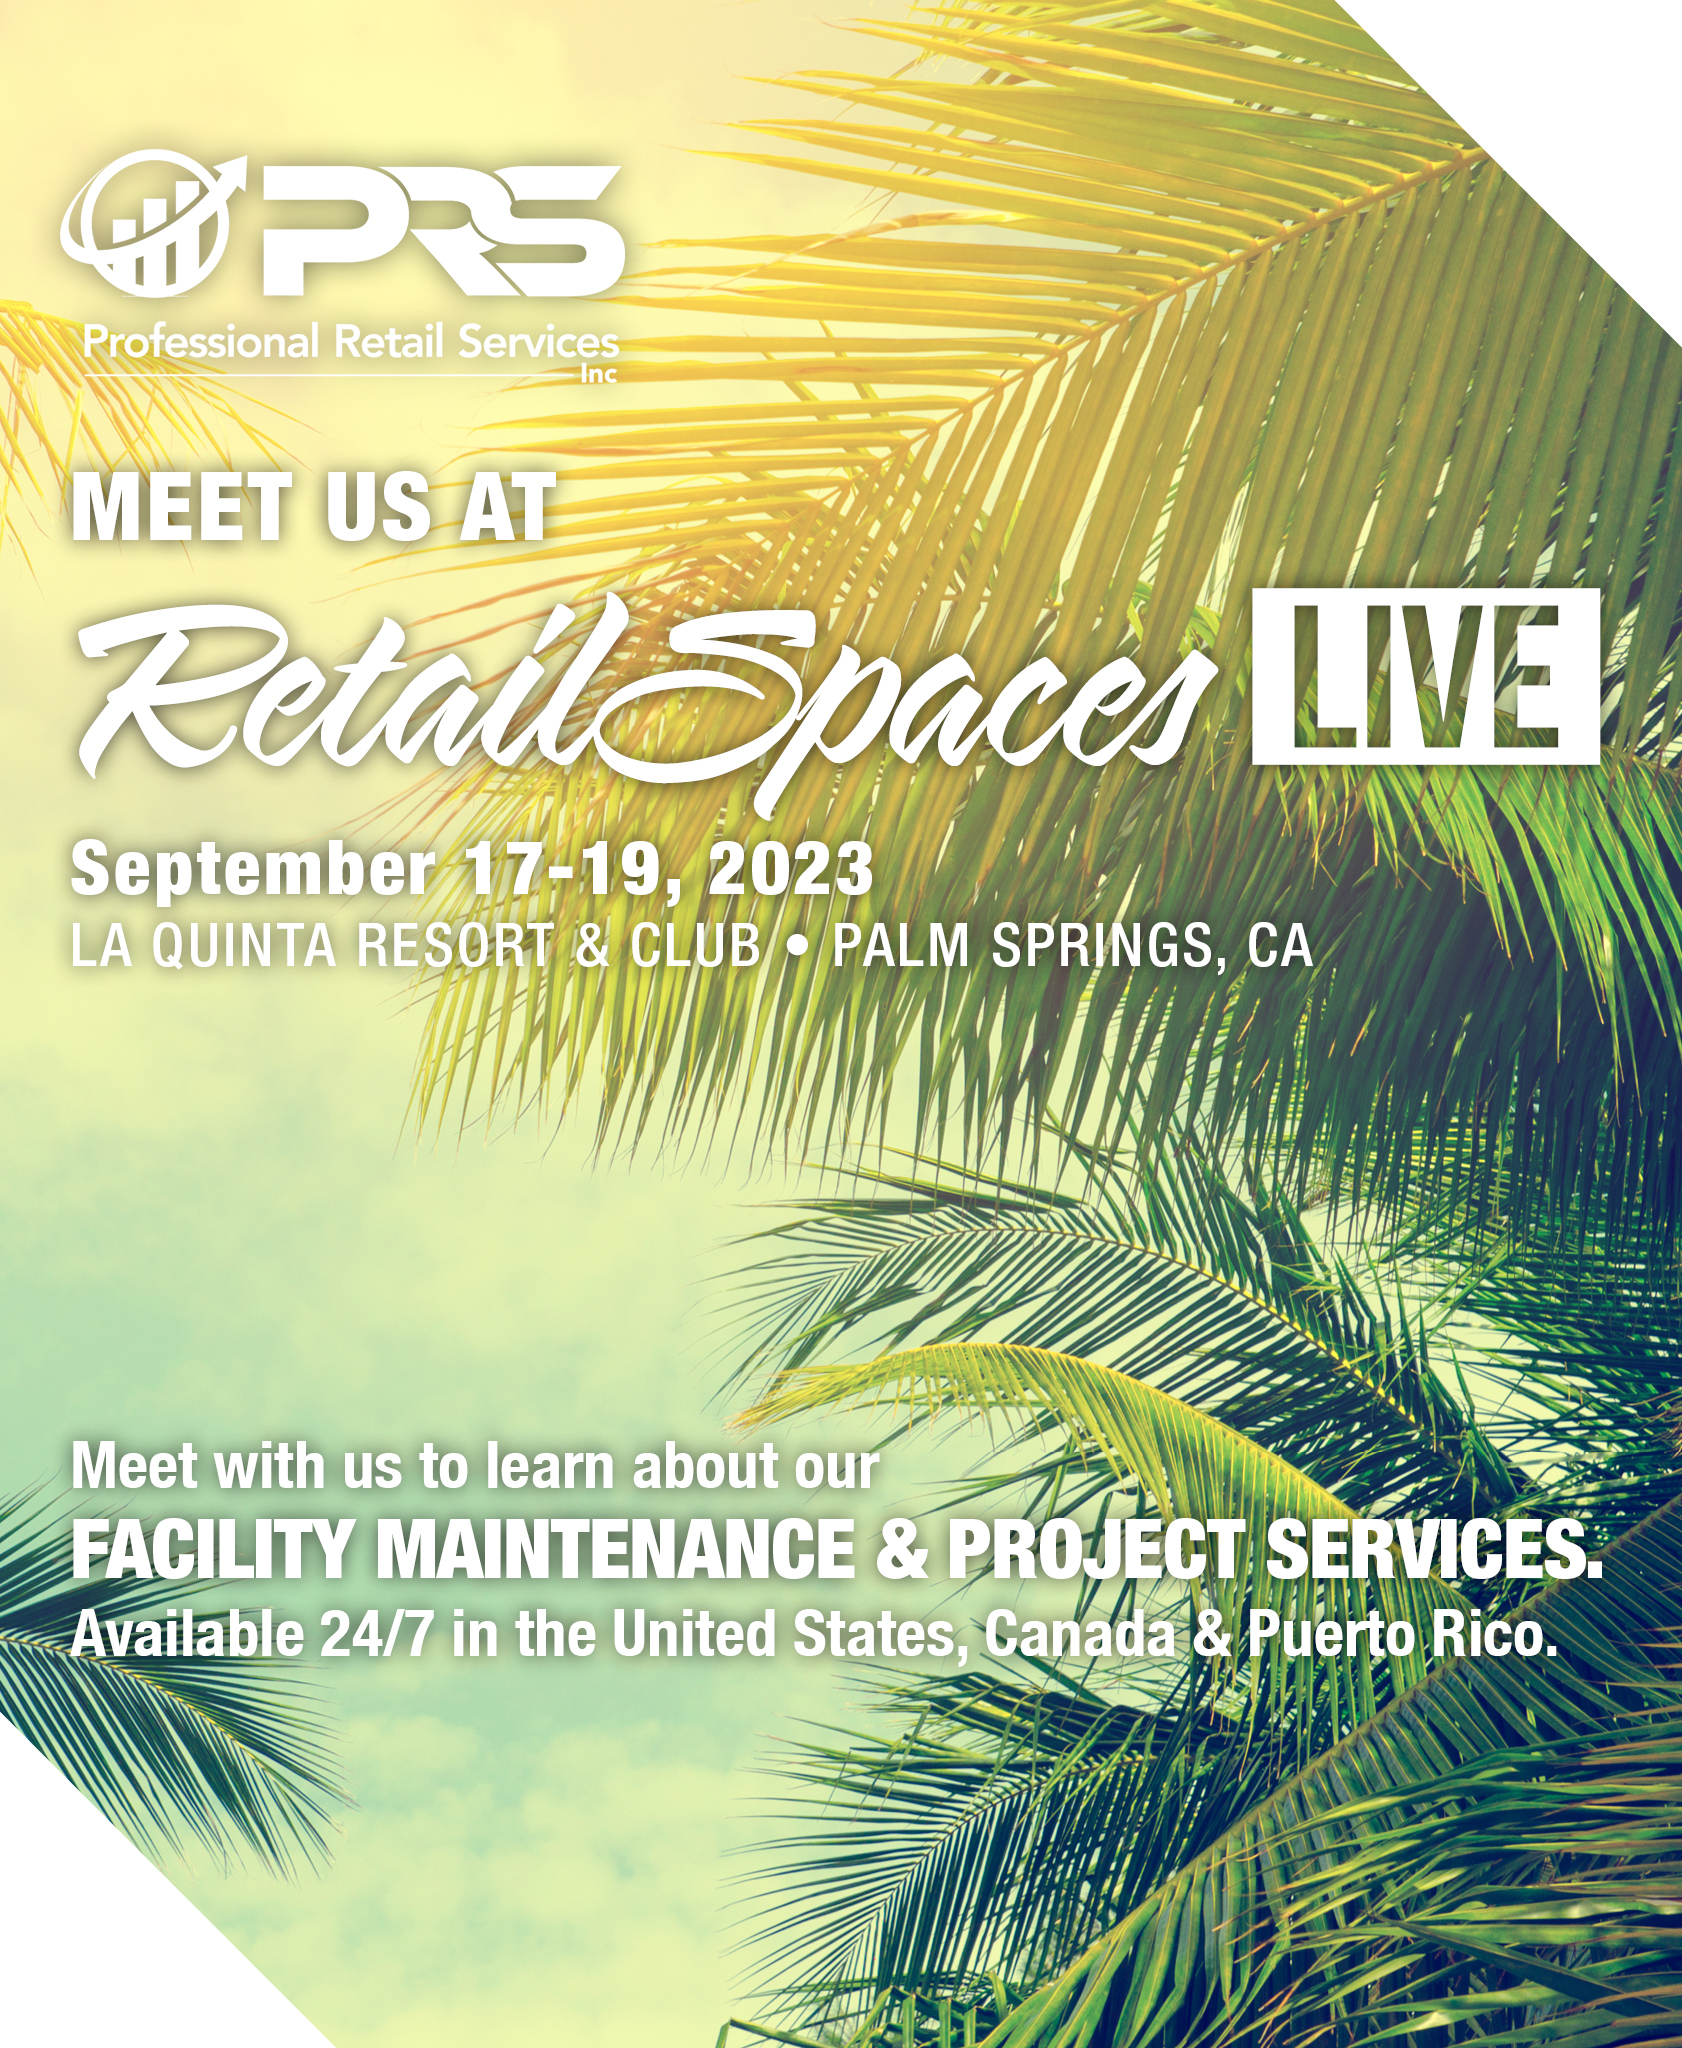 PRS
Professional Retail Services
Inc
MEET US AT
RetailSpaces LIVE
September 17-19, 2023
LA QUINTA RESORT & CLUB • PALM SPRINGS, CA
Meet with us to learn about our
FACILITY MAINTENANCE & PROJECT SERVICES.
Available 24/7 in the United States, Canada & Puerto Rico.